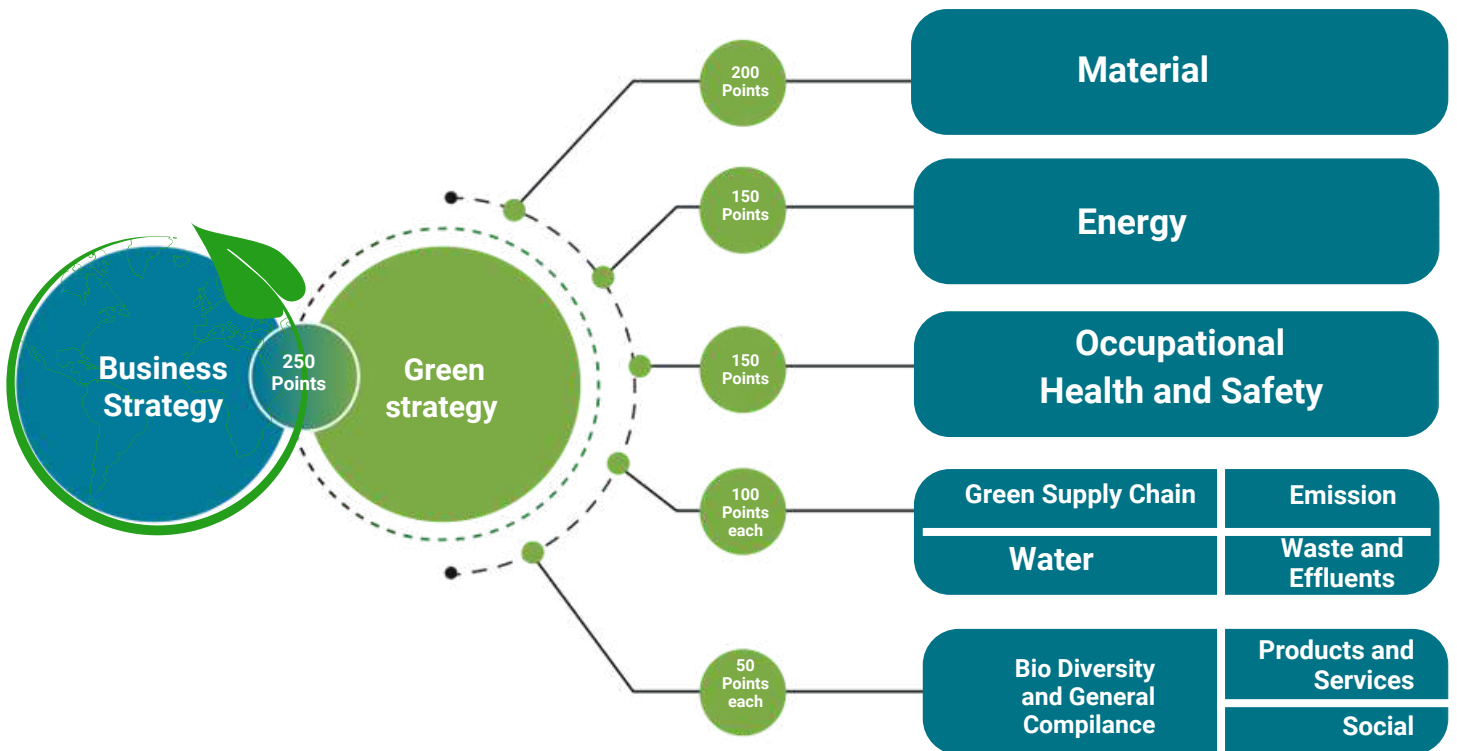 Business
Strategy
250
Points
Green
strategy
200
Points
Material
150
Points
Energy
150
Points
Occupational
Health and Safety
100
Points
each
Green Supply Chain
Emission
Water
Waste and
Effluents
50
Points
each
Bio Diversity
and General
Compilance
Products and
Services
Social